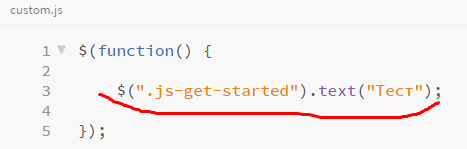 custom.js
1 $(function() {
2
3 $(".js-get-started").text("Тест");
4
5 });